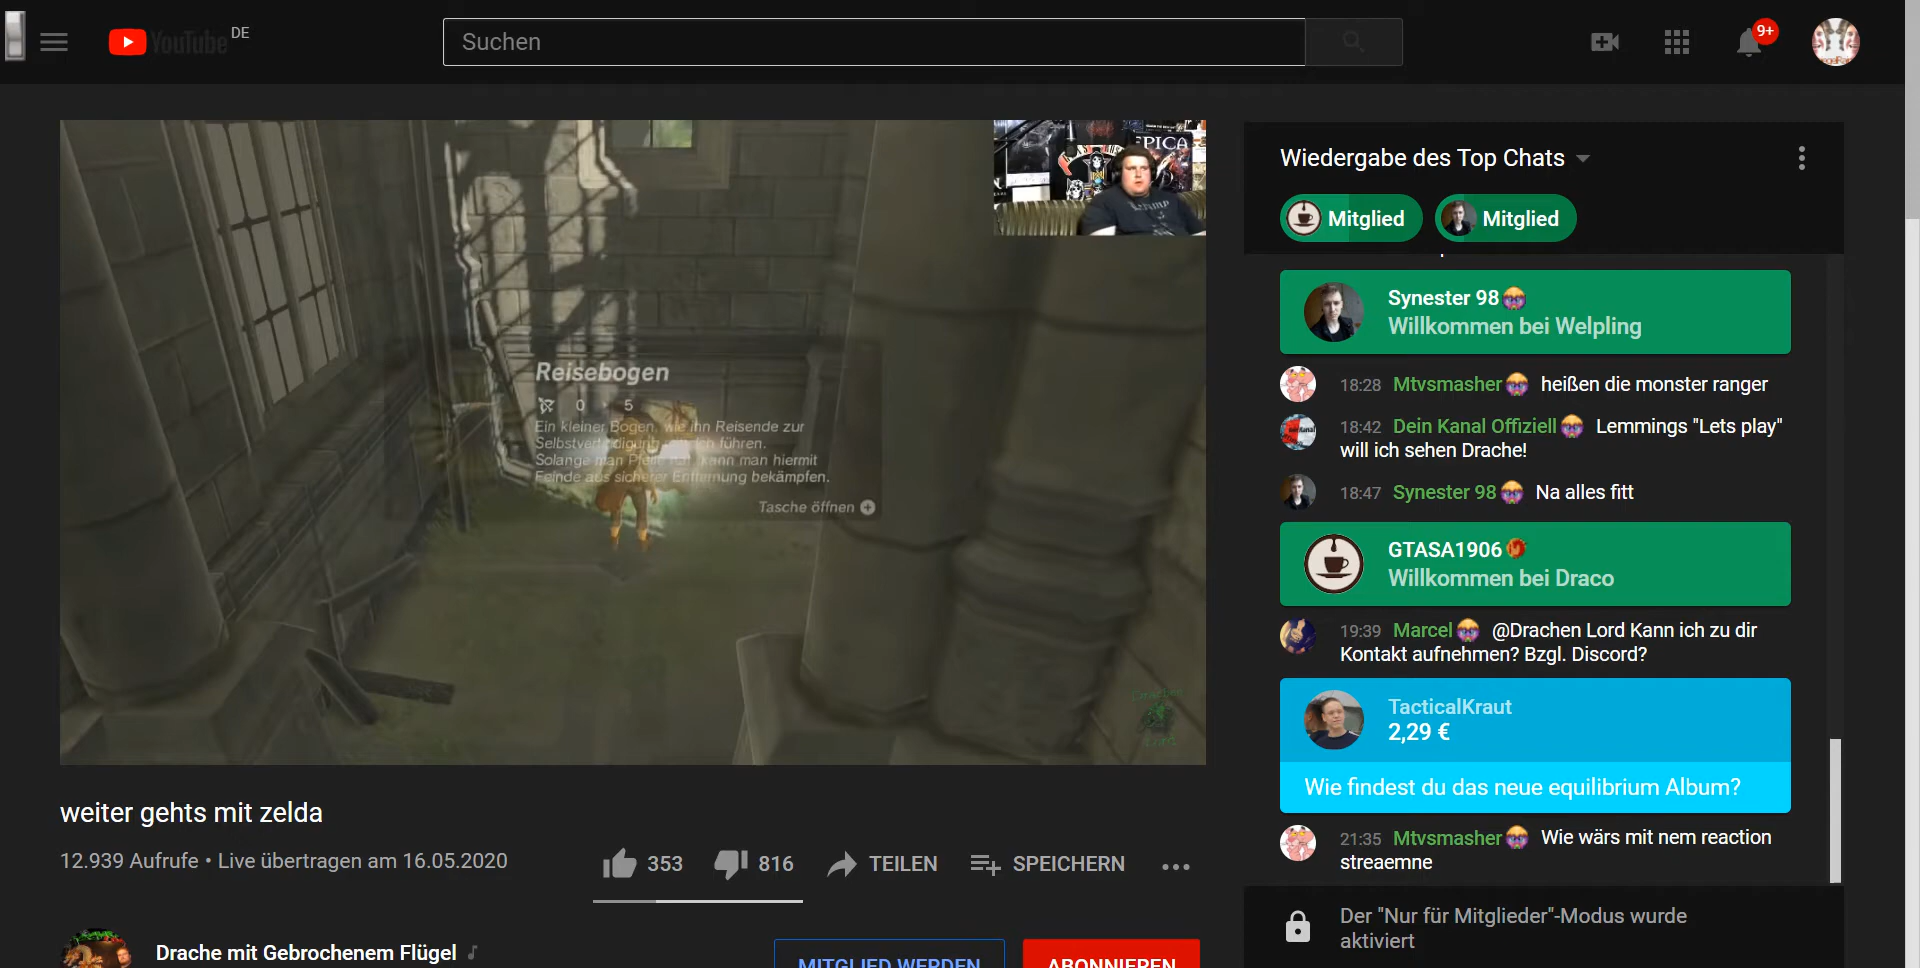 YouTube DE
Suchen
9+
EPICA
Reisebogen
0 5
Ein kleiner Bogen, wie ihn Reisende zur
Selbstverteidigung mit sich führen.
Solange man Pfeile hat, kann man hiermit
Feinde aus sicherer Entfernung bekämpfen.
Tasche öffnen
weiter gehts mit zelda
12.939 Aufrufe • Live übertragen am 16.05.2020
353
816
TEILEN
SPEICHERN
Drache mit Gebrochenem Flügel
MITGLIED WERDEN
ABONNIEREN
Wiedergabe des Top Chats
Mitglied
Mitglied
Synester 98
Willkommen bei Welpling
18:28 Mtvsmasher heißen die monster ranger
18:42 Dein Kanal Offiziell Lemmings "Lets play"
will ich sehen Drache!
18:47 Synester 98 Na alles fitt
GTASA1906
Willkommen bei Draco
19:39 Marcel @Drachen Lord Kann ich zu dir
Kontakt aufnehmen? Bzgl. Discord?
TacticalKraut
2,29 €
Wie findest du das neue equilibrium Album?
21:35 Mtvsmasher Wie wärs mit nem reaction
streaemne
Der "Nur für Mitglieder"-Modus wurde
aktiviert